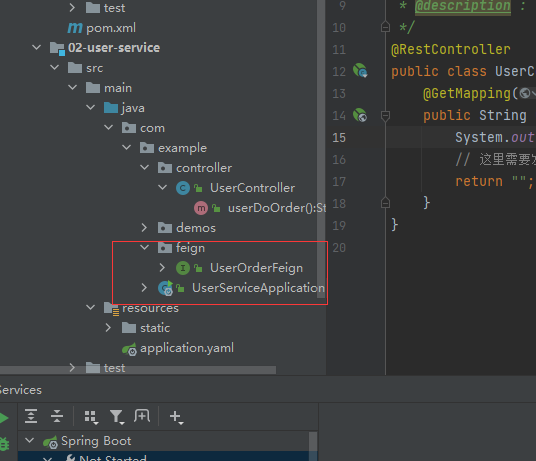 test
pom.xml
02-user-service
src
main
java
com
example
controller
UserController
userDoOrder():St
demos
feign
UserOrderFeign
UserServiceApplication
resources
static
application.yaml
test
9 * @description :
10 */
11 @RestController
12 public class UserC
13 @GetMapping(
14 public String
15 System.out
16 // 这里需要发
17 return "";
18 }
19 }
20
Services
Spring Boot
Not Started